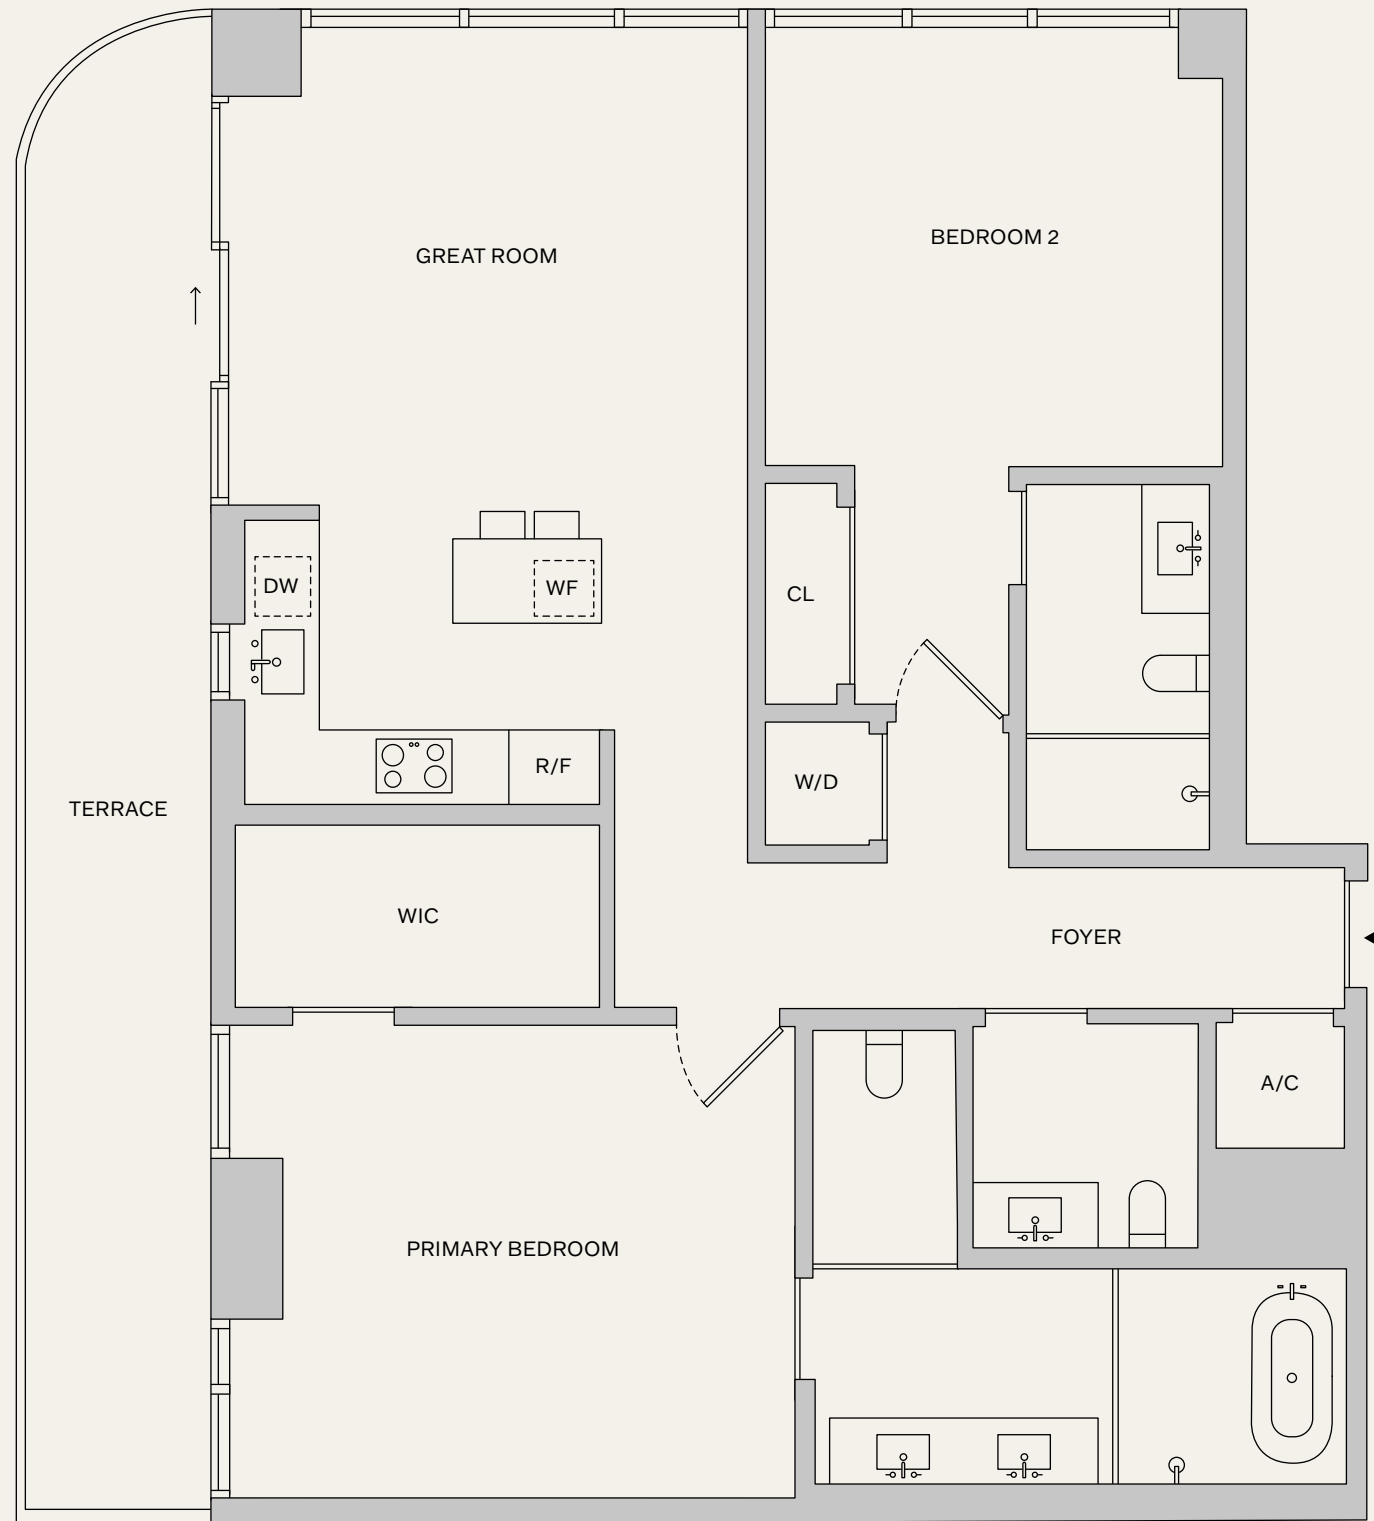 BEDROOM 2
GREAT ROOM
DW
WF
CL
R/F
W/D
TERRACE
WIC
FOYER
A/C
PRIMARY BEDROOM